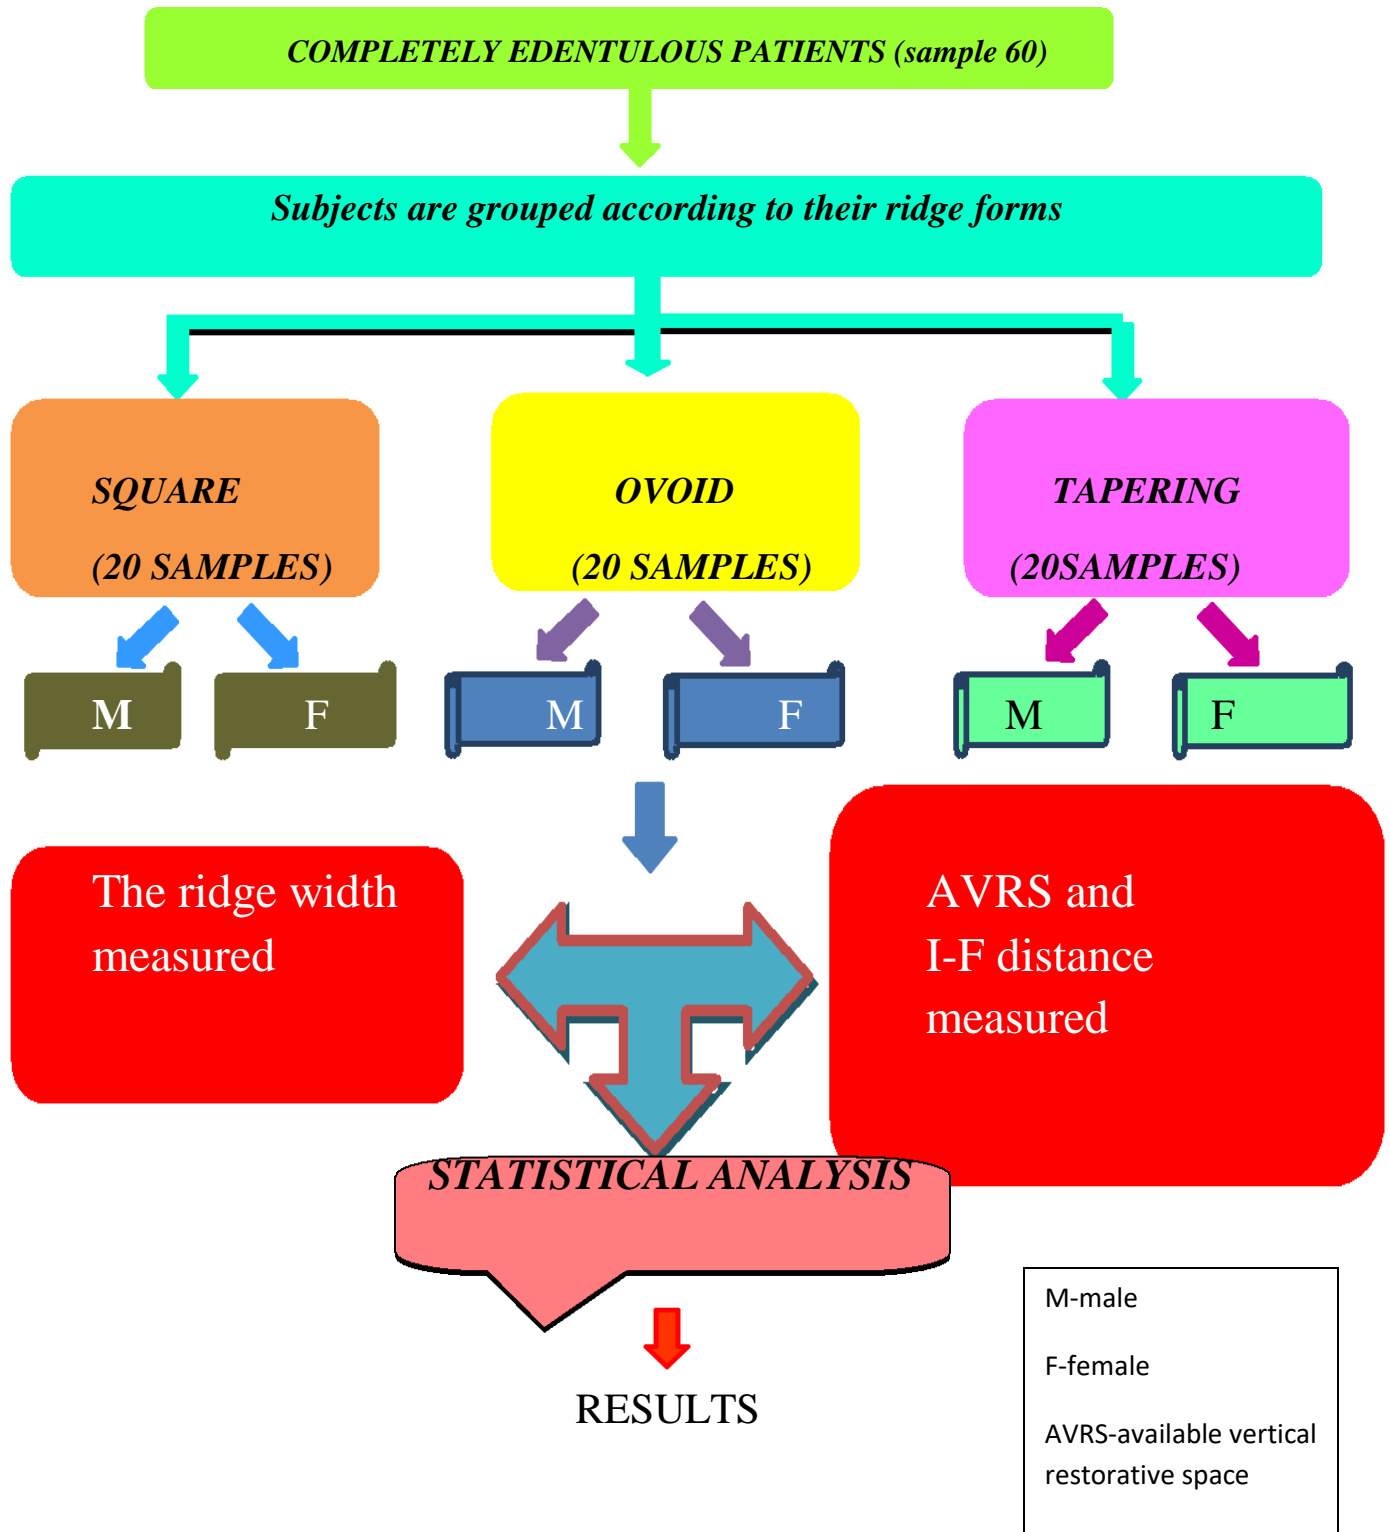 COMPLETELY EDENTULOUS PATIENTS (sample 60)
Subjects are grouped according to their ridge forms
SQUARE
(20 SAMPLES)
OVOID
(20 SAMPLES)
TAPERING
(20SAMPLES)
M
F
M
F
M
F
The ridge width
measured
AVRS and
I-F distance
measured
STATISTICAL ANALYSIS
RESULTS
M-male
F-female
AVRS-available vertical
restorative space